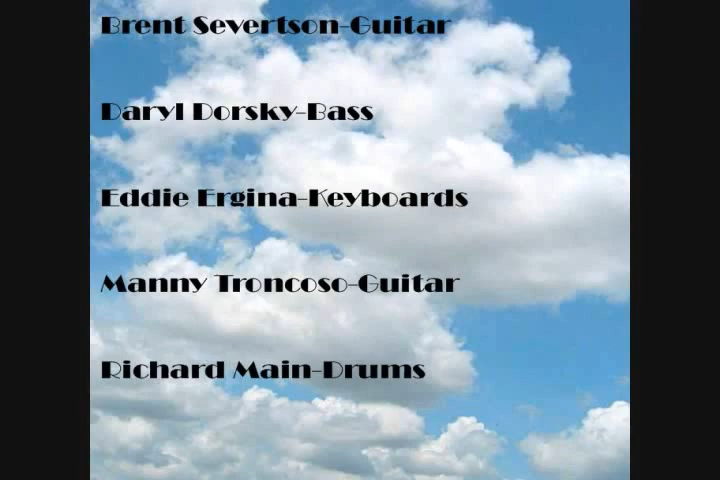 Brent Severtson-Guitar
Daryl Dorsky-Bass
Eddie Ergina-Keyboards
Manny Troncoso-Guitar
Richard Main-Drums